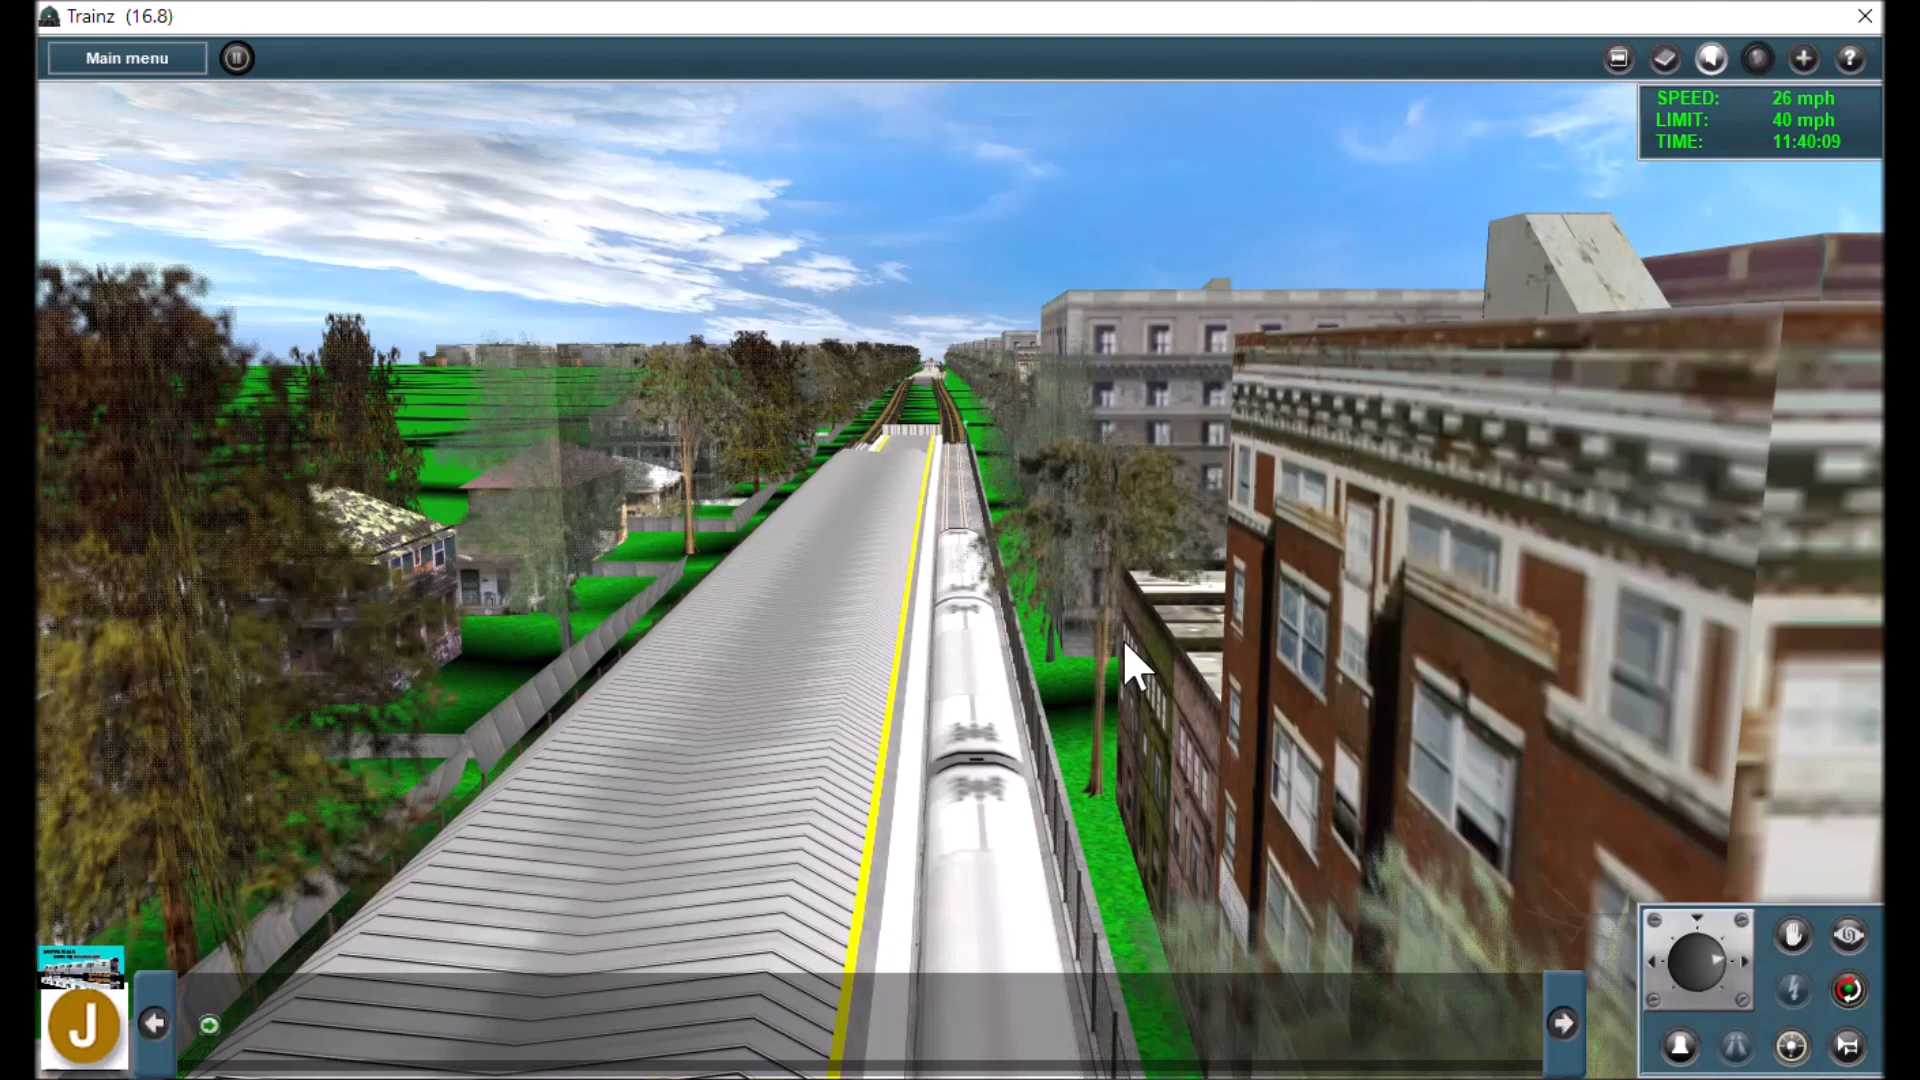 Trainz (16.8)
Main menu
SPEED: 26 mph
LIMIT: 40 mph
TIME: 11:40:09
J